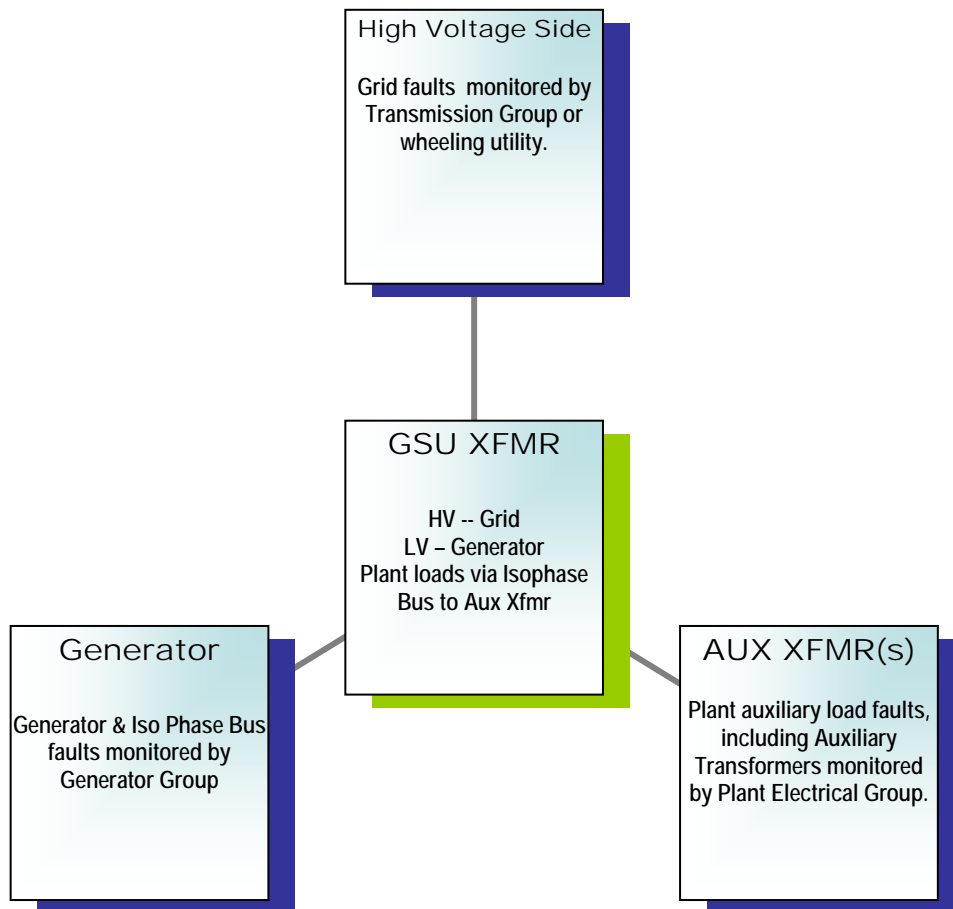 High Voltage Side
Grid faults monitored by
Transmission Group or
wheeling utility.
GSU XFMR
HV -- Grid
LV – Generator
Plant loads via Isophase
Bus to Aux Xfmr
Generator
Generator & Iso Phase Bus
faults monitored by
Generator Group
AUX XFMR(s)
Plant auxiliary load faults,
including Auxiliary
Transformers monitored
by Plant Electrical Group.